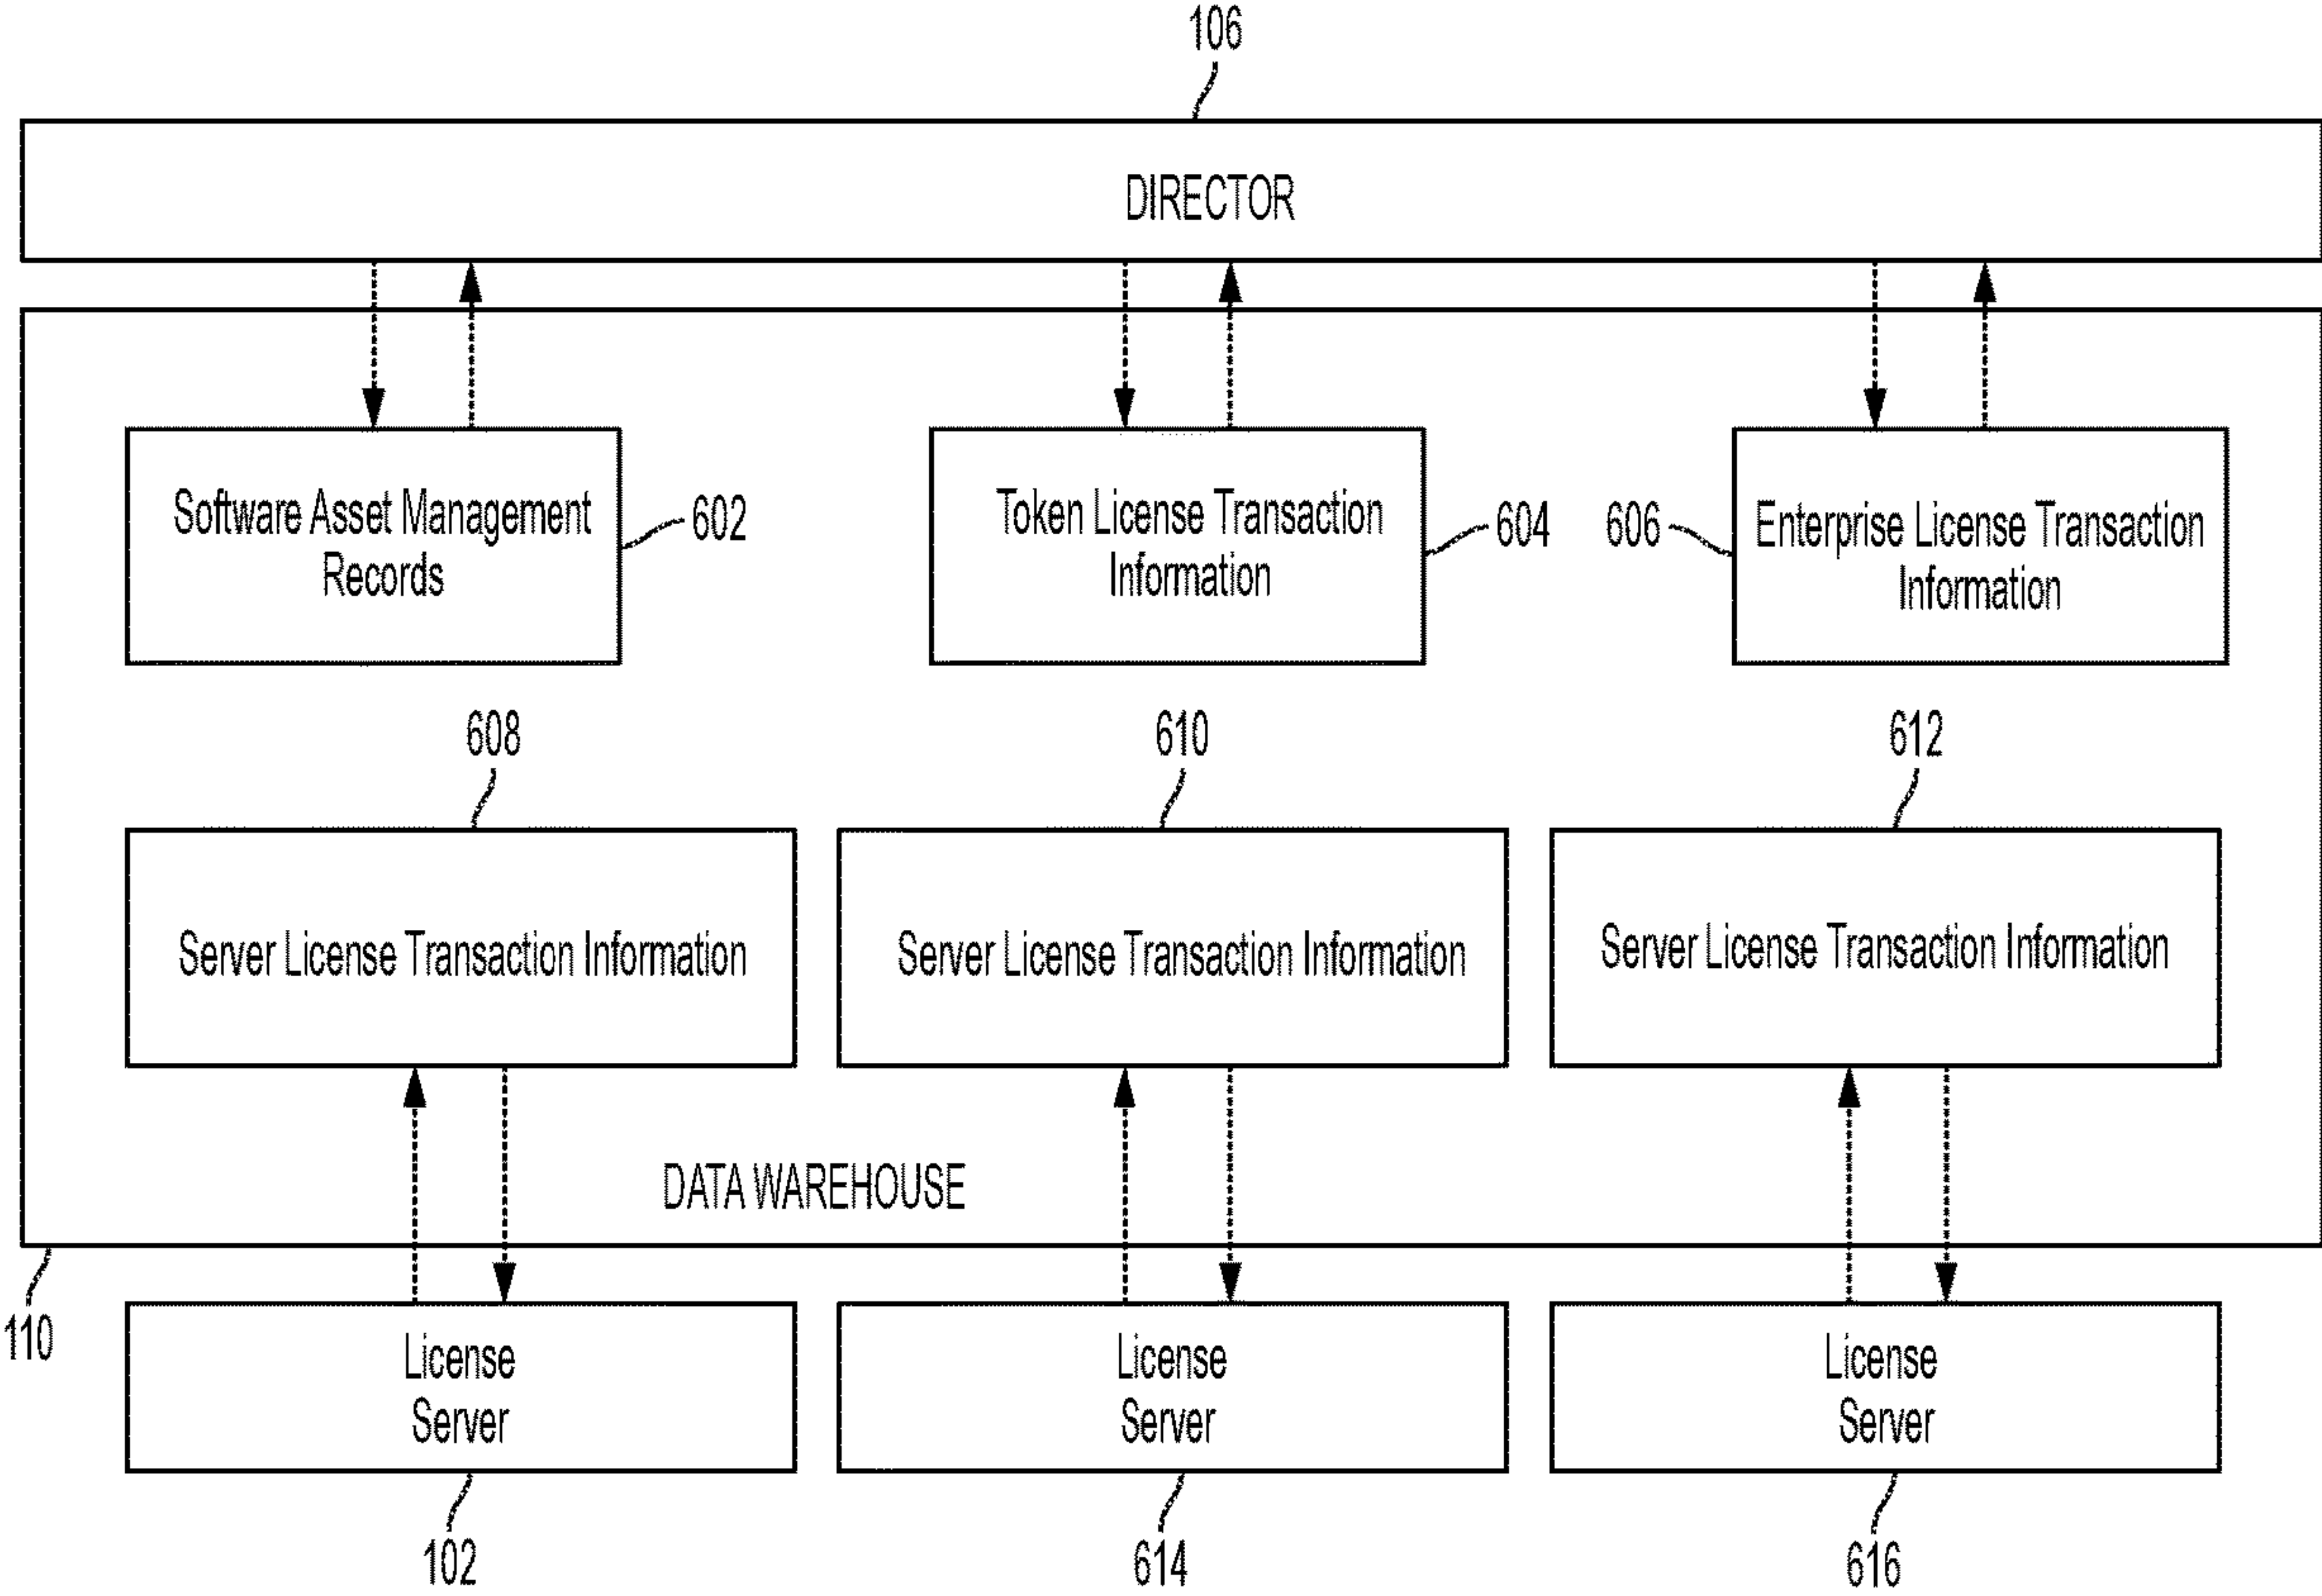 106
DIRECTOR
Software Asset Management
Records
602
Token License Transaction
Information
604
606
Enterprise License Transaction
Information
608
610
612
Server License Transaction Information
Server License Transaction Information
Server License Transaction Information
DATA WAREHOUSE
110
License
Server
License
Server
License
Server
102
614
616